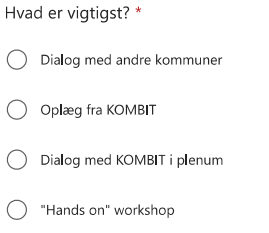 Hvad er vigtigst? *
Dialog med andre kommuner
Oplæg fra KOMBIT
Dialog med KOMBIT i plenum
"Hands on" workshop